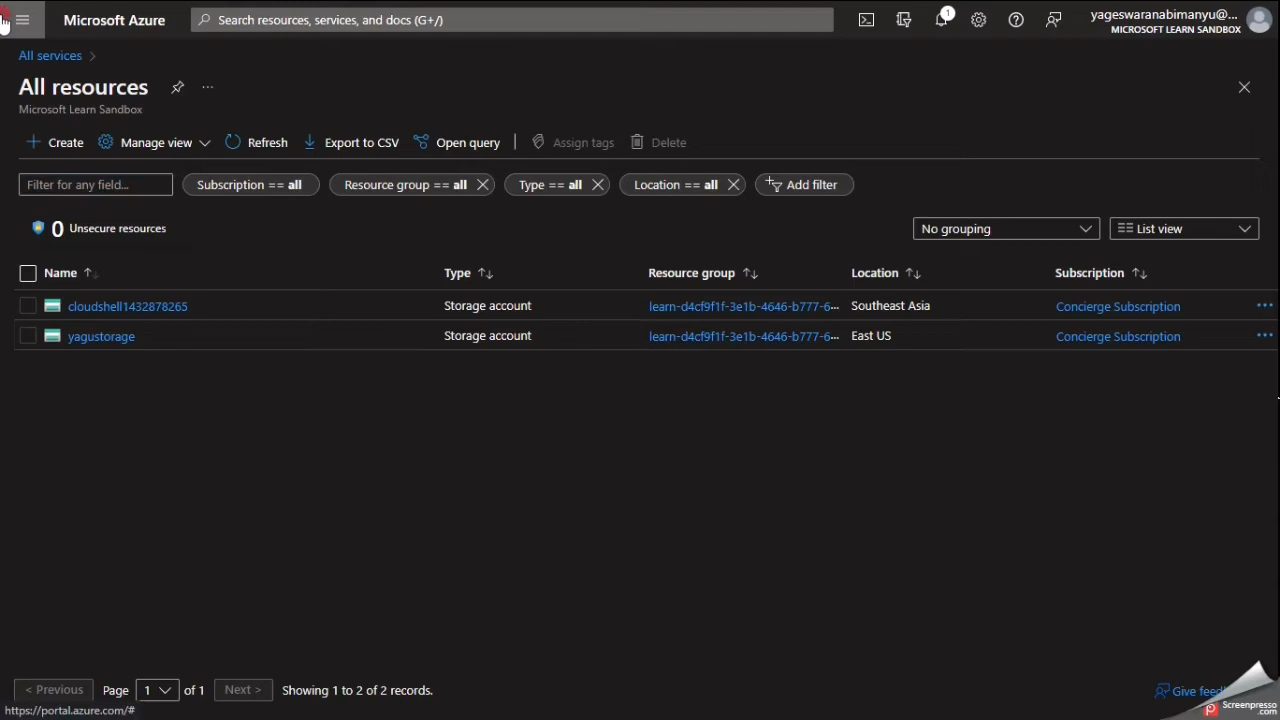 Microsoft Azure
Search resources, services, and docs (G+/)
1
yageswaranabimanyu@...
MICROSOFT LEARN SANDBOX
All services >
All resources
...
Microsoft Learn Sandbox
Create
Manage view
Refresh
Export to CSV
Open query
Assign tags
Delete
Filter for any field...
Subscription == all
Resource group == all
Type == all
Location == all
Add filter
0 Unsecure resources
No grouping
List view
Name
Type
Resource group
Location
Subscription
cloudshell1432878265
Storage account
learn-d4cf9f1f-3e1b-4646-b777-6...
Southeast Asia
Concierge Subscription
...
yagustorage
Storage account
learn-d4cf9f1f-3e1b-4646-b777-6...
East US
Concierge Subscription
...
< Previous
Page 1 of 1
Next >
Showing 1 to 2 of 2 records.
Give
https://portal.azure.com/#
Screenpresso
.com